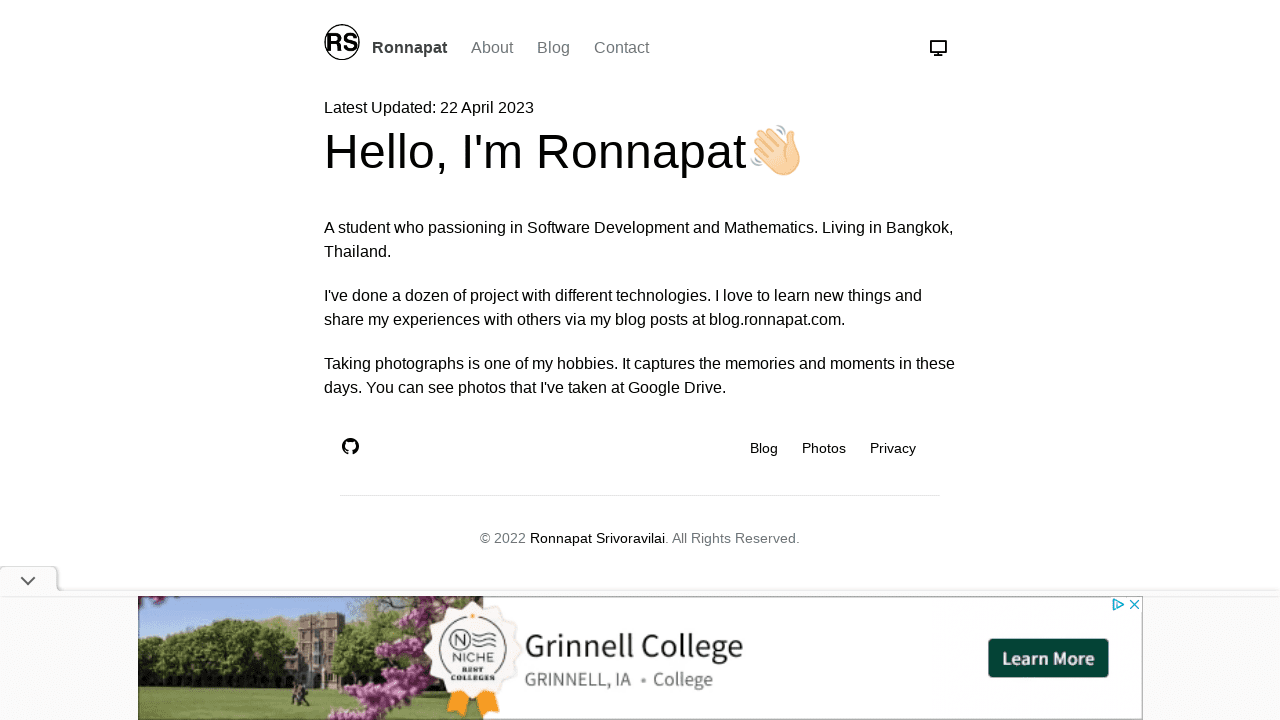 RS Ronnapat About Blog Contact
Latest Updated: 22 April 2023
Hello, I'm Ronnapat
A student who passioning in Software Development and Mathematics. Living in Bangkok,
Thailand.
I've done a dozen of project with different technologies. I love to learn new things and
share my experiences with others via my blog posts at blog.ronnapat.com.
Taking photographs is one of my hobbies. It captures the memories and moments in these
days. You can see photos that I've taken at Google Drive.
Blog Photos Privacy
© 2022 Ronnapat Srivoravilai. All Rights Reserved.
N
NICHE
BEST
COLLEGES
Grinnell College
GRINNELL, IA • College
Learn More